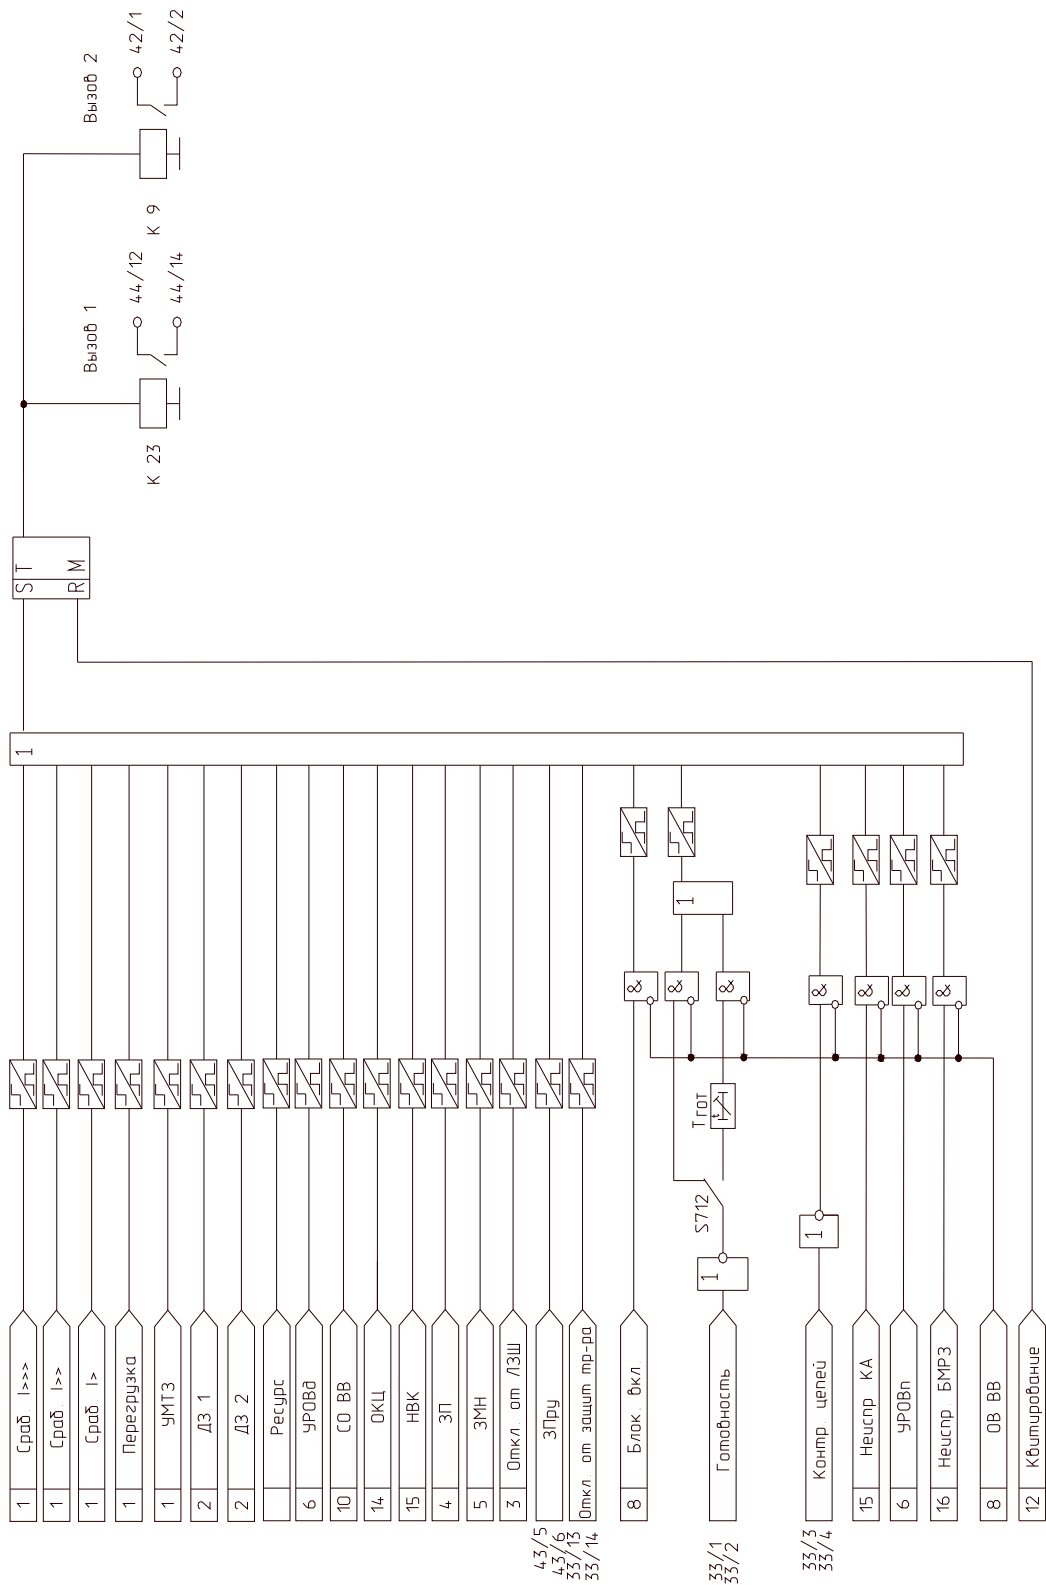 1 Сраб. I>>>
1 Сраб. I>>
1 Сраб I>
1 Перегрузка
1 УМТЗ
2 ДЗ 1
2 ДЗ 2
Ресурс
6 УРОВд
10 СО ВВ
14 ОКЦ
15 НВК
4 ЗП
5 ЗМН
3 Откл. от ЛЗШ
ЗПру
43/5
43/6
Откл. от защит тр-ра
33/13
33/14
8 Блок. вкл
Готовность
33/1
33/2
Контр. цепей
33/3
33/4
15 Неиспр КА
6 УРОВп
16 Неиспр. БМРЗ
8 ОВ ВВ
12 Квитирование
1
S712
t
Тгот
1
&
&
&
&
&
&
&
1
1
S T
R M
К 23
Вызов 1
44/12
44/14
К 9
Вызов 2
42/1
42/2